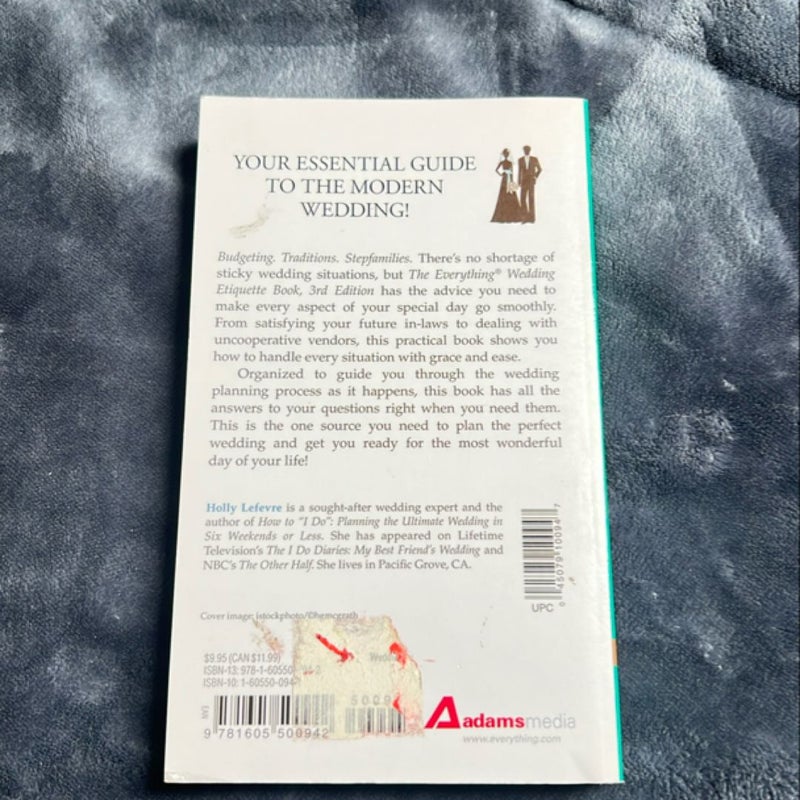 YOUR ESSENTIAL GUIDE
TO THE MODERN
WEDDING!
Budgeting. Traditions. Stepfamilies. There's no shortage of
sticky wedding situations, but The Everything® Wedding
Etiquette Book, 3rd Edition has the advice you need to
make every aspect of your special day go smoothly.
From satisfying your future in-laws to dealing with
uncooperative vendors, this practical book shows you
how to handle every situation with grace and ease.
Organized to guide you through the wedding
planning process as it happens, this book has all the
answers to your questions right when you need them.
This is the one source you need to plan the perfect
wedding and get you ready for the most wonderful
day of your life!
Holly Lefevre is a sought-after wedding expert and the
author of How to "I Do": Planning the Ultimate Wedding in
Six Weekends or Less. She has appeared on Lifetime
Television's The I Do Diaries: My Best Friend's Wedding and
NBC's The Other Half. She lives in Pacific Grove, CA.
UPC
0 45079 10094 7
Cover image: istockphoto/©hemcgrath
$9.95 (CAN $11.99)
ISBN-13: 978-1-60550-
ISBN-10: 1-60550-094
EAN
9 781605 500942
adamsmedia
www.everything.com